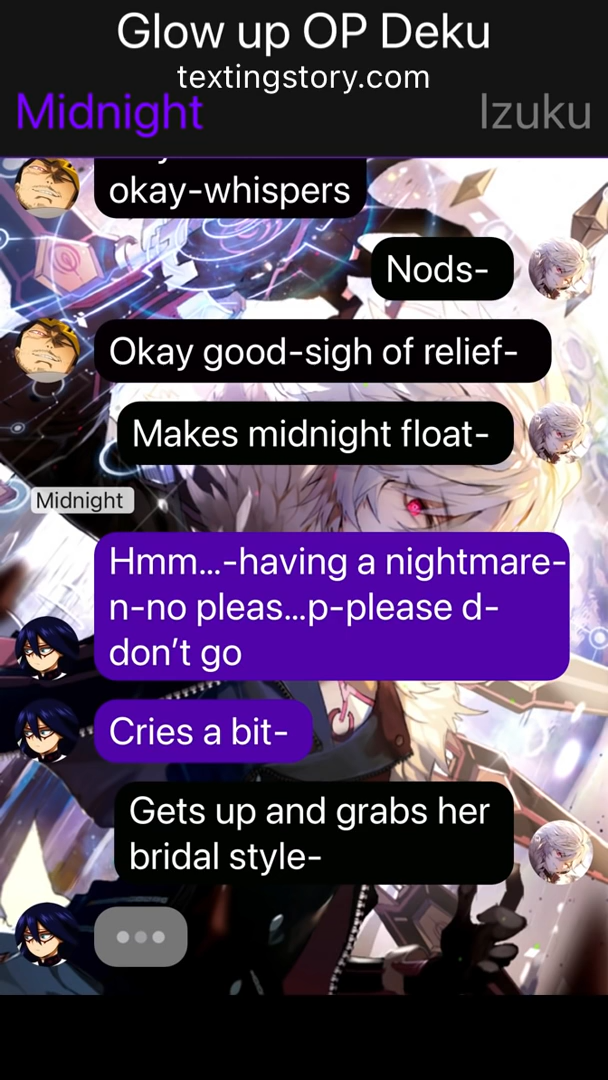 Glow up OP Deku
textingstory.com
Midnight Izuku
okay-whispers
Nods-
Okay good-sigh of relief-
Makes midnight float-
Midnight
Hmm...-having a nightmare-
n-no pleas...p-please d-
don’t go
Cries a bit-
Gets up and grabs her
bridal style-